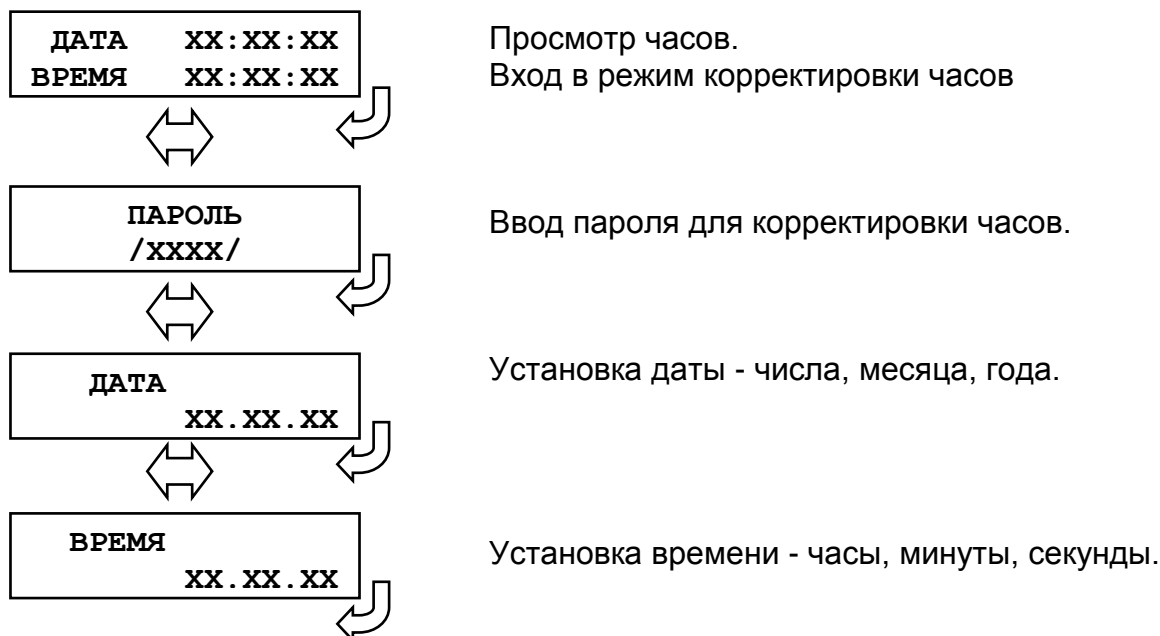 ДАТА XX:XX:XX
ВРЕМЯ XX:XX:XX
Просмотр часов.
Вход в режим корректировки часов
ПАРОЛЬ
/XXXX/
Ввод пароля для корректировки часов.
ДАТА
XX.XX.XX
Установка даты - числа, месяца, года.
ВРЕМЯ
XX.XX.XX
Установка времени - часы, минуты, секунды.